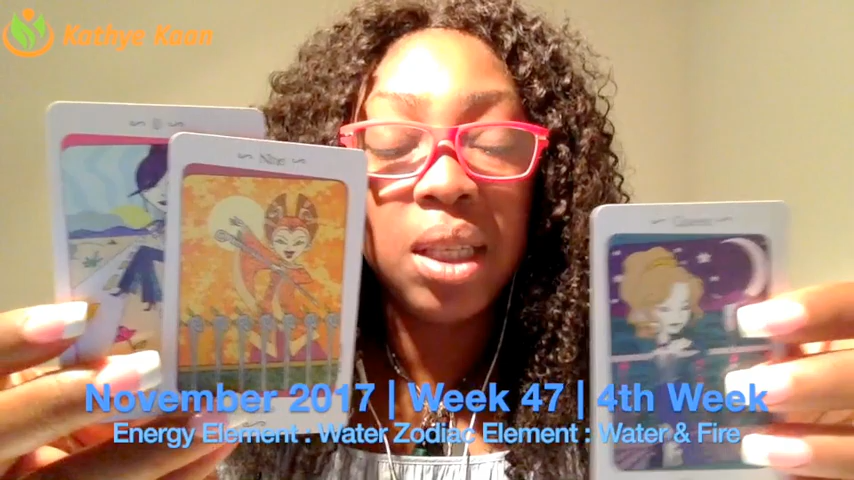 Kathye Kaan
Nine
Queen
November 2017 | Week 47 | 4th Week
Energy Element : Water Zodiac Element : Water & Fire